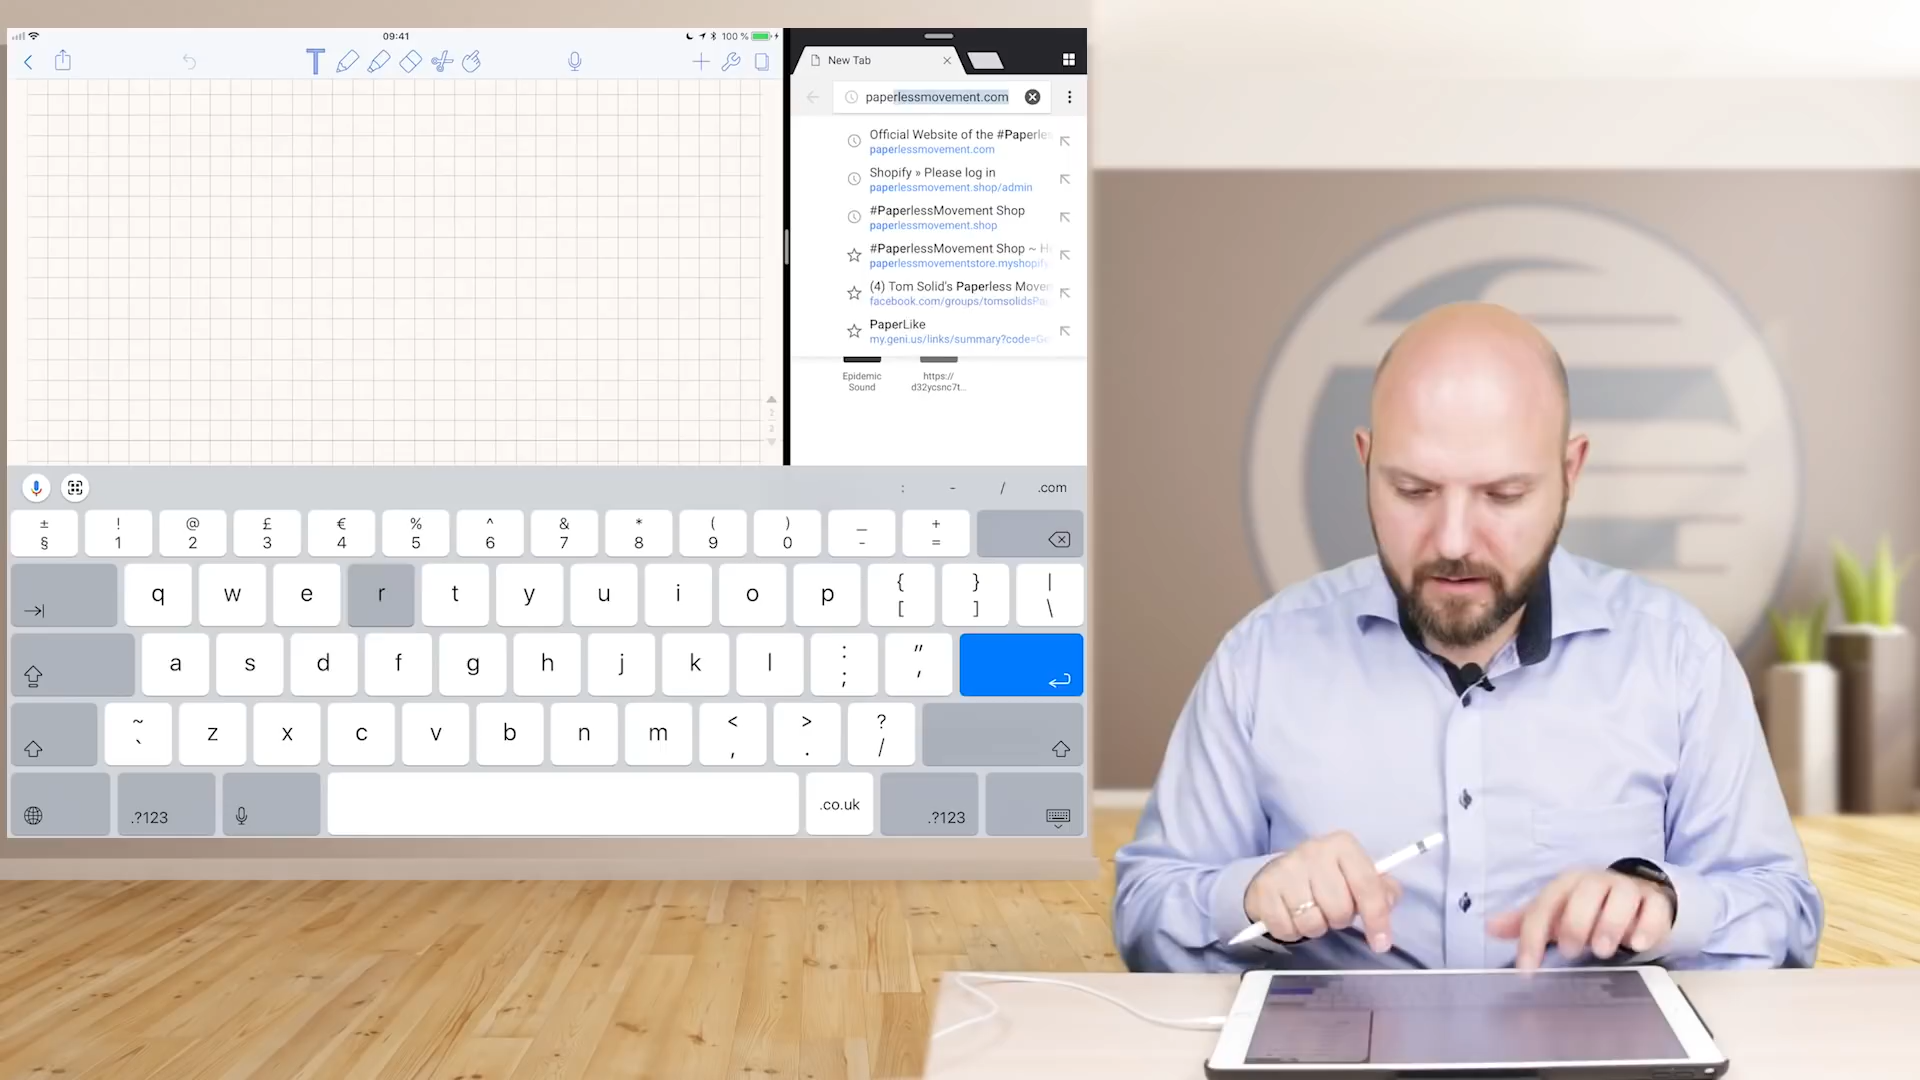 09:41
100 %
New Tab
paperlessmovement.com
Official Website of the #Paperles
paperlessmovement.com
Shopify » Please log in
paperlessmovement.shop/admin
#PaperlessMovement Shop
paperlessmovement.shop
#PaperlessMovement Shop ~ H
paperlessmovementstore.myshopify
(4) Tom Solid's Paperless Movem
facebook.com/groups/tomsolidsPa
PaperLike
my.geni.us/links/summary?code=G
Epidemic
Sound
https://
d32ycsnc7t...
T
: - / .com
± ! @ £ € % ^ & * ( ) _ +
§ 1 2 3 4 5 6 7 8 9 0 - =
q w e r t y u i o p { } |
[ ] \
a s d f g h j k l : "
; '
~ z x c v b n m < > ?
` , . /
.?123 .co.uk .?123